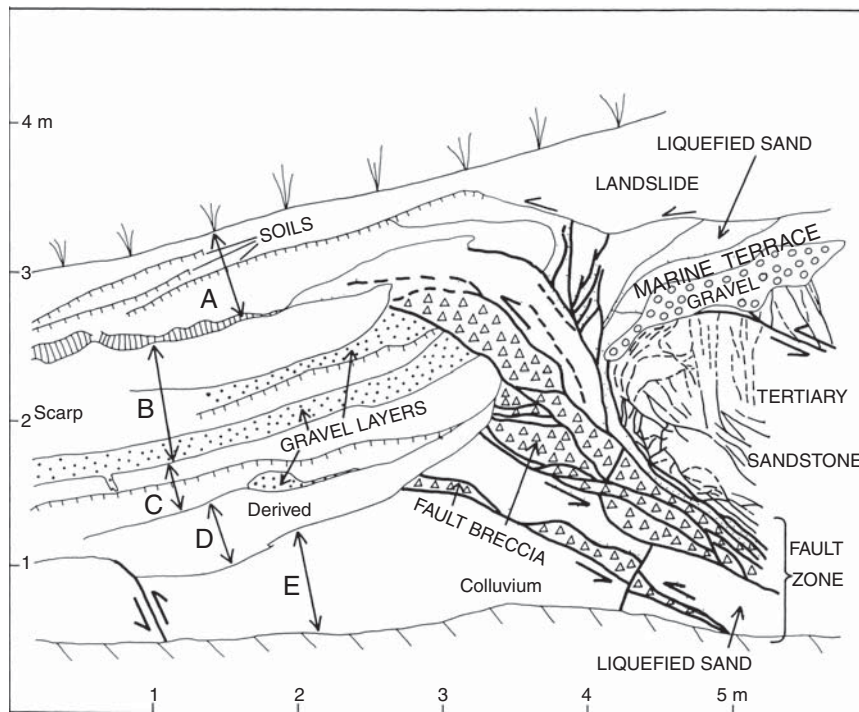 4 m
LIQUEFIED SAND
LANDSLIDE
SOILS
3
MARINE TERRACE
GRAVEL
A
TERTIARY
B
Scarp
2
GRAVEL LAYERS
SANDSTONE
C
Derived
FAULT BRECCIA
D
FAULT
ZONE
1
E
Colluvium
LIQUEFIED SAND
1
2
3
4
5 m